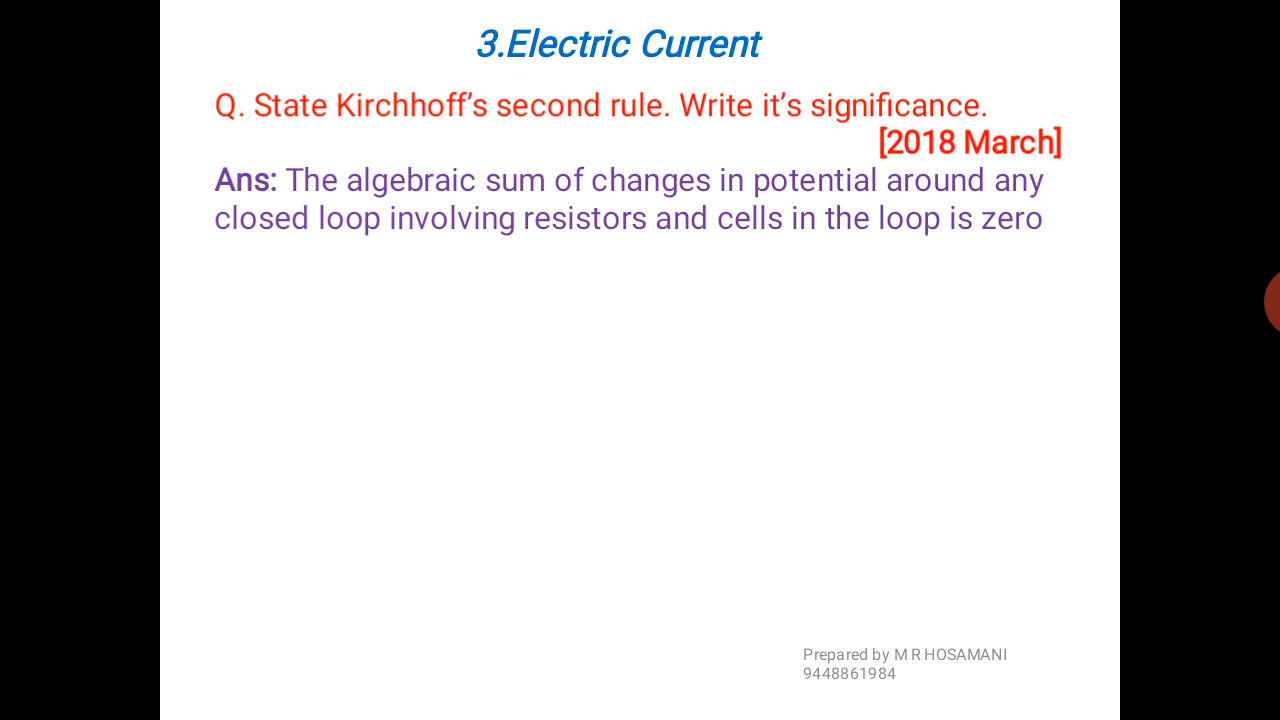 3.Electric Current
Q. State Kirchhoff’s second rule. Write it’s significance.
[2018 March]
Ans: The algebraic sum of changes in potential around any
closed loop involving resistors and cells in the loop is zero
Prepared by M R HOSAMANI
9448861984